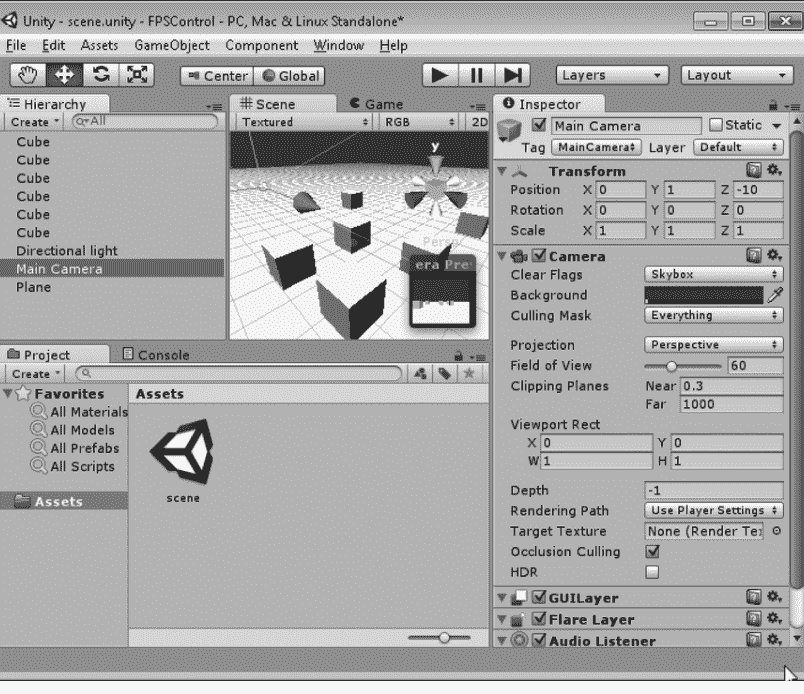 Unity - scene.unity - FPSControl - PC, Mac & Linux Standalone*
File Edit Assets GameObject Component Window Help
Center Global Layers Layout
Hierarchy
Create All
Cube
Cube
Cube
Cube
Cube
Cube
Directional light
Main Camera
Plane
Scene Game
Textured RGB 2D
y
Persp
era Pre
Inspector
Main Camera Static
Tag MainCamera Layer Default
Transform
Position X 0 Y 1 Z -10
Rotation X 0 Y 0 Z 0
Scale X 1 Y 1 Z 1
Camera
Clear Flags Skybox
Background
Culling Mask Everything
Projection Perspective
Field of View 60
Clipping Planes Near 0.3
Far 1000
Viewport Rect
X 0 Y 0
W 1 H 1
Depth -1
Rendering Path Use Player Settings
Target Texture None (Render Te
Occlusion Culling
HDR
GUILayer
Flare Layer
Audio Listener
Project Console
Create
Favorites
All Materials
All Models
All Prefabs
All Scripts
Assets
Assets
scene